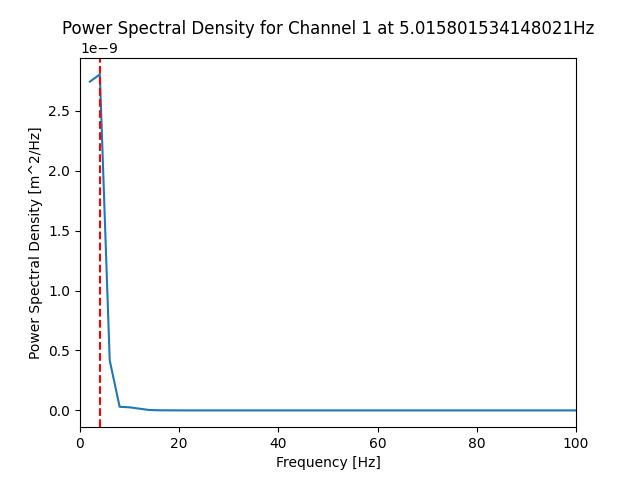 Power Spectral Density for Channel 1 at 5.015801534148021Hz
1e−9
2.5
2.0
1.5
1.0
0.5
0.0
Power Spectral Density [m^2/Hz]
0 20 40 60 80 100
Frequency [Hz]